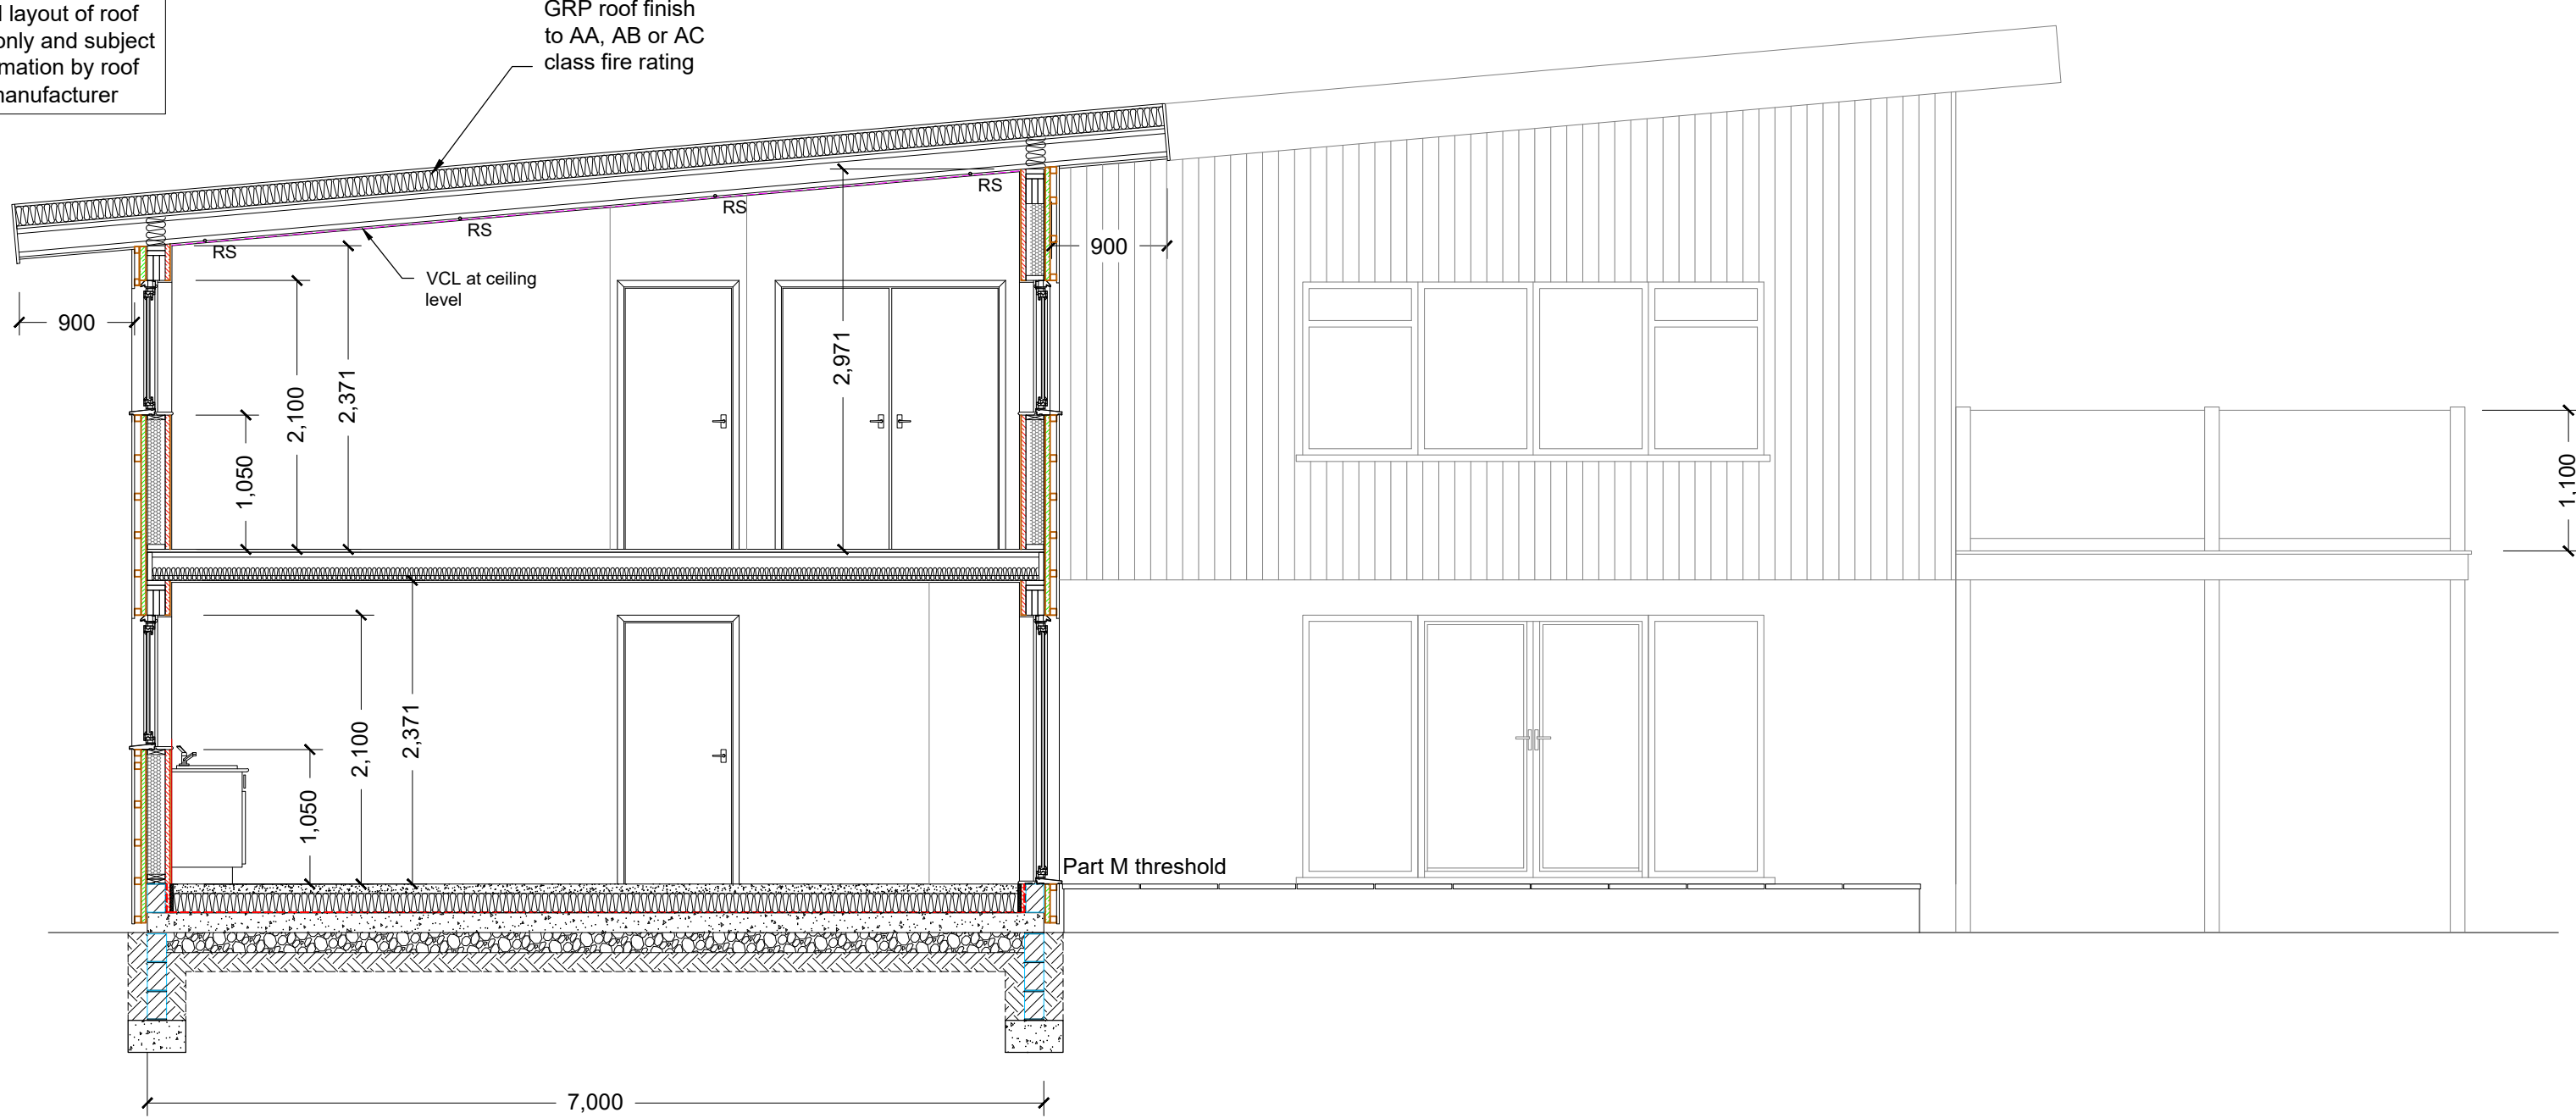 layout of roof
only and subject
by roof
GRP roof finish
to AA, AB or AC
class fire rating
RS
RS
RS
RS
VCL at ceiling
level
900
900
2,971
2,371
2,100
1,050
1,100
2,371
2,100
1,050
Part M threshold
7,000